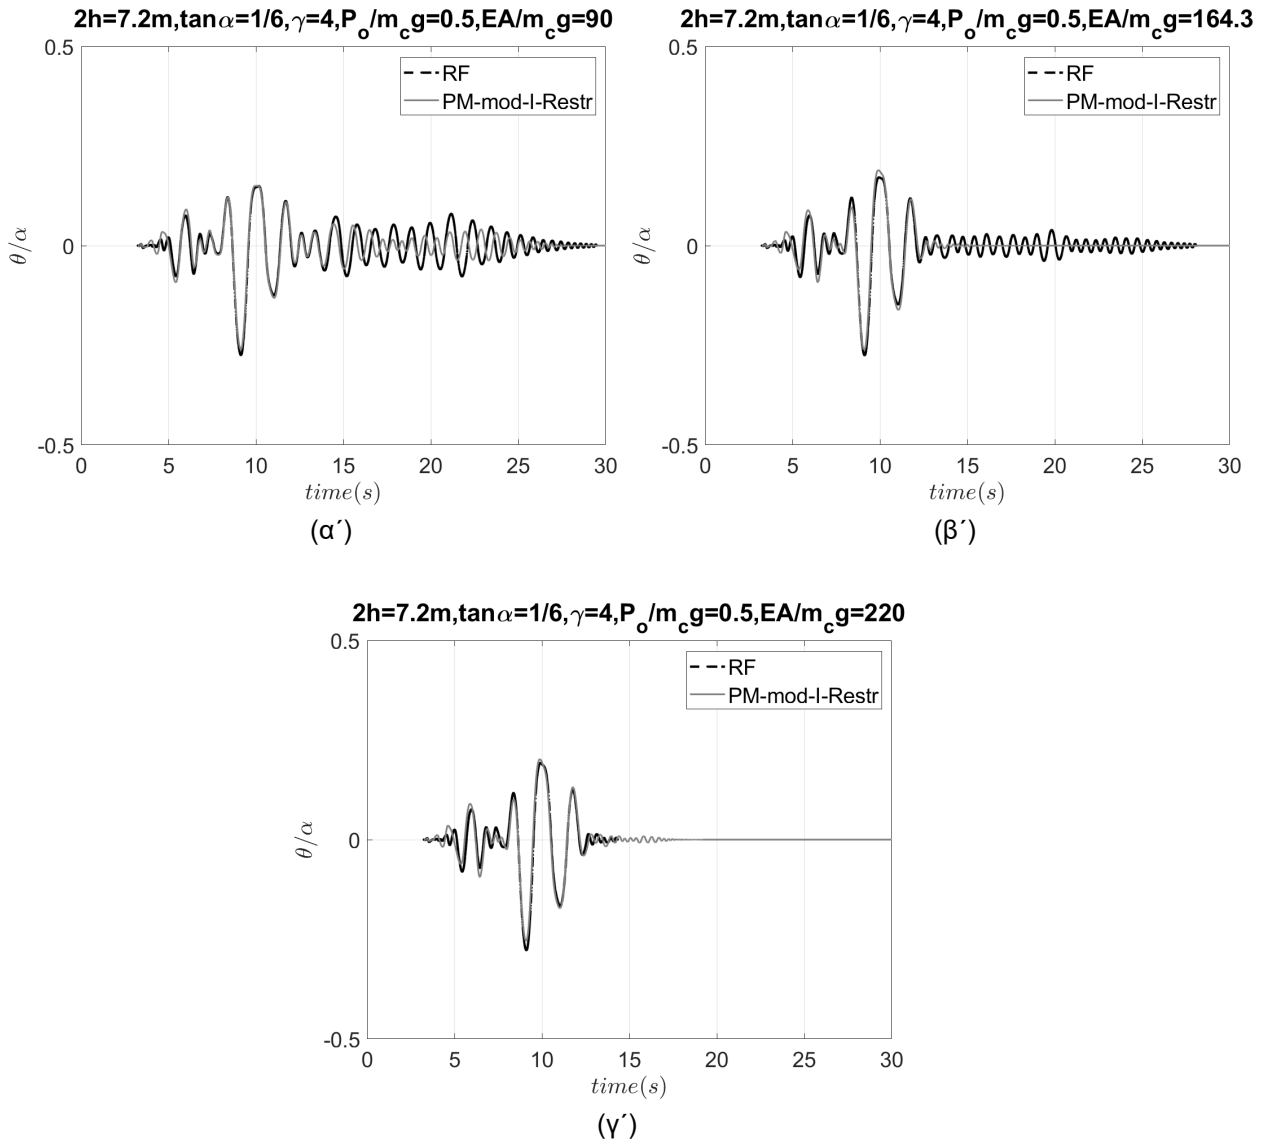 2h=7.2m,tanα=1/6,γ=4,Po/mcg=0.5,EA/mcg=90
0.5
RF
PM-mod-I-Restr
θ/α
0
-0.5
0 5 10 15 20 25 30
time(s)
(α´)
2h=7.2m,tanα=1/6,γ=4,Po/mcg=0.5,EA/mcg=164.3
0.5
RF
PM-mod-I-Restr
θ/α
0
-0.5
0 5 10 15 20 25 30
time(s)
(β´)
2h=7.2m,tanα=1/6,γ=4,Po/mcg=0.5,EA/mcg=220
0.5
RF
PM-mod-I-Restr
θ/α
0
-0.5
0 5 10 15 20 25 30
time(s)
(γ´)